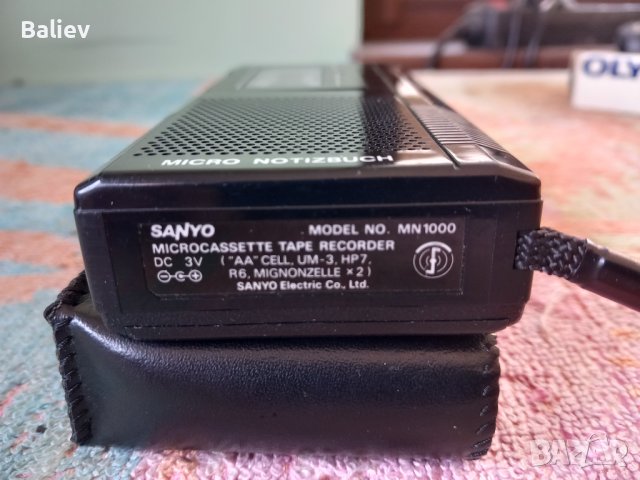 Baliev
OLY
MICRO NOTIZBUCH
SANYO MODEL NO. MN1000
MICROCASSETTE TAPE RECORDER
DC 3V ("AA" CELL, UM-3, HP7,
R6, MIGNONZELLE ×2)
SANYO Electric Co., Ltd.
BAZAR